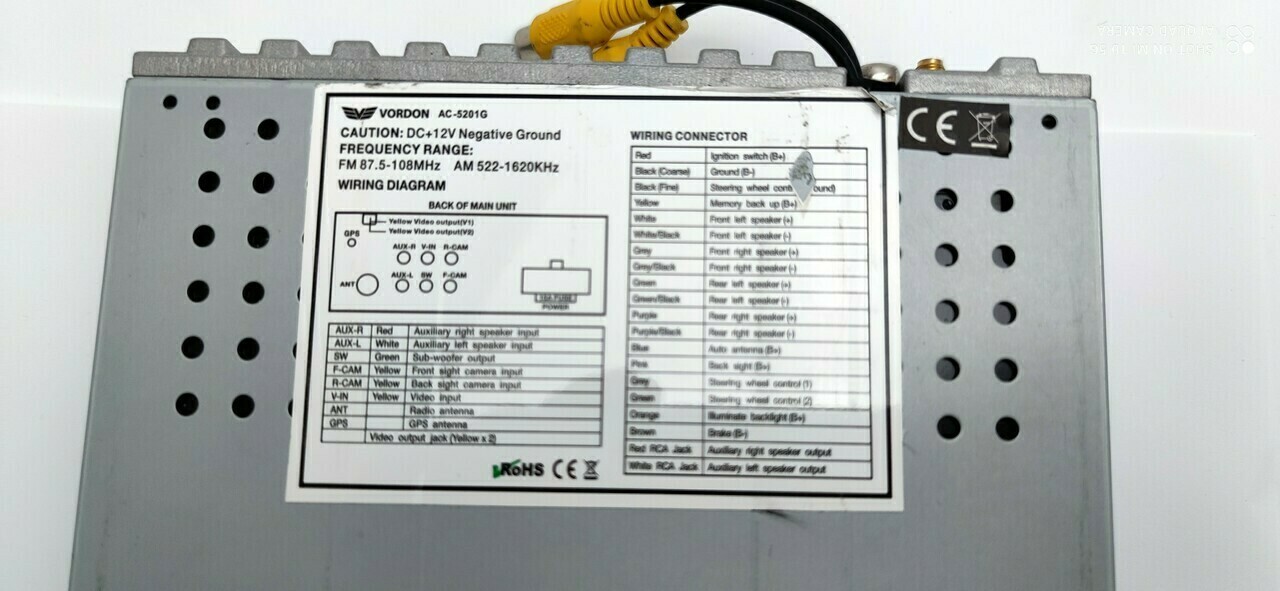 VORDON AC-5201G
CAUTION: DC+12V Negative Ground
FREQUENCY RANGE:
FM 87.5-108MHz AM 522-1620KHz
WIRING DIAGRAM
BACK OF MAIN UNIT
Yellow Video output(V1)
Yellow Video output(V2)
GPS
AUX-R V-IN R-CAM
AUX-L SW F-CAM
ANT
POWER
AUX-R Red Auxiliary right speaker input
AUX-L White Auxiliary left speaker input
SW Green Sub-woofer output
F-CAM Yellow Front sight camera input
R-CAM Yellow Back sight camera input
V-IN Yellow Video input
ANT Radio antenna
GPS GPS antenna
Video output jack (Yellow x 2)
RoHS CE
WIRING CONNECTOR
Red Ignition switch (B+)
Black (Coarse) Ground (B-)
Black (Fine) Steering wheel
Yellow Memory back up (B+)
White Front left speaker (+)
White/Black Front left speaker (-)
Grey Front right speaker (+)
Grey/Black Front right speaker (-)
Green Rear left speaker (+)
Green/Black Rear left speaker (-)
Purple Rear right speaker (+)
Purple/Black Rear right speaker (-)
Blue Auto antenna (B+)
Pink Back sight (B+)
Grey Steering wheel control (1)
Green Steering wheel control (2)
Orange Illuminate backlight (B+)
Brown Brake (B-)
Red RCA Jack Auxiliary right speaker output
White RCA Jack Auxiliary left speaker output
CE